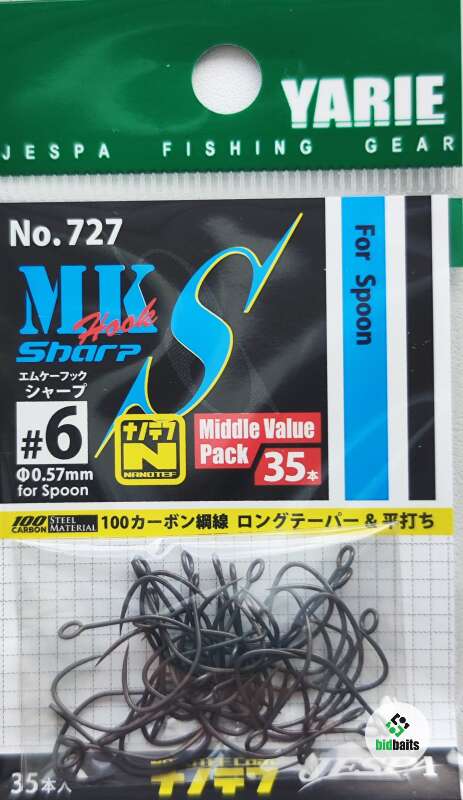 YARIE
JESPA FISHING GEAR
No.727
MK
Hook
Sharp
S
エムケーフック
シャープ
#6
Φ0.57mm
for Spoon
ナノテフ
N
NANOTEF
Middle Value
Pack
35本
For Spoon
100 CARBON STEEL MATERIAL 100カーボン鋼線 ロングテーパー&平打ち
bidbaits
35本入
ナノテフ
JESPA